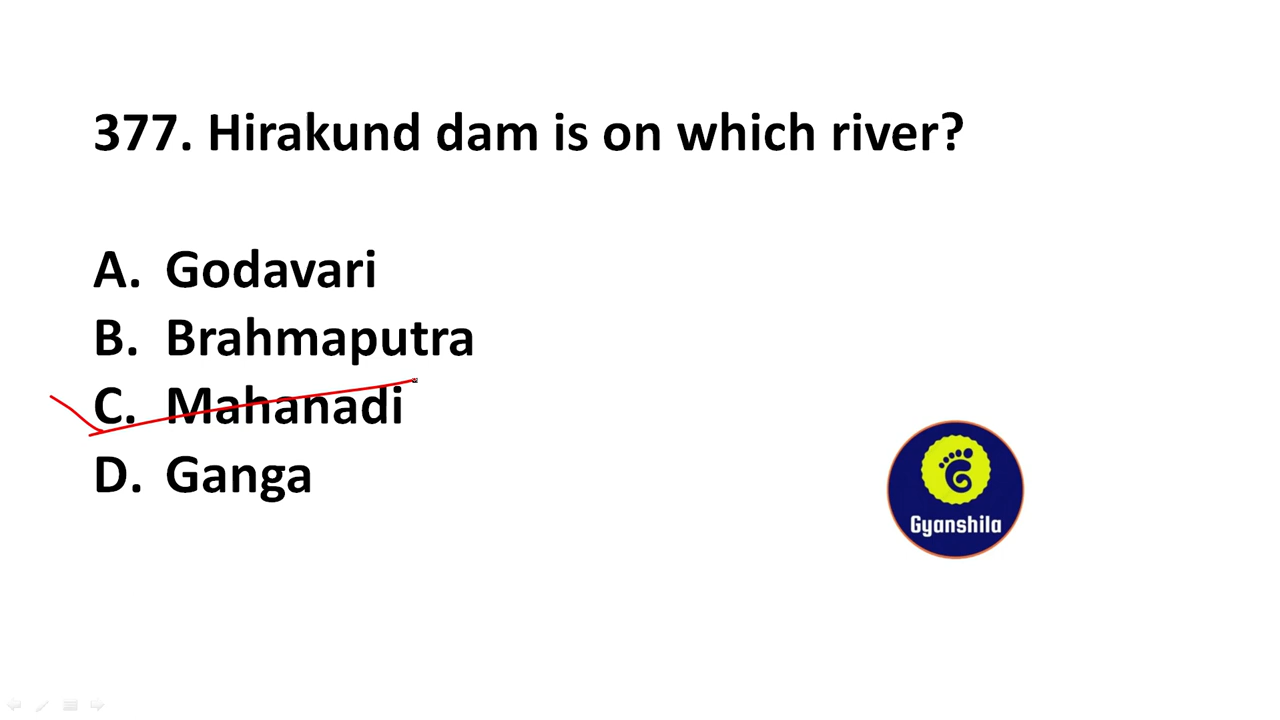 377. Hirakund dam is on which river?
A. Godavari
B. Brahmaputra
C. Mahanadi
D. Ganga
Gyanshila